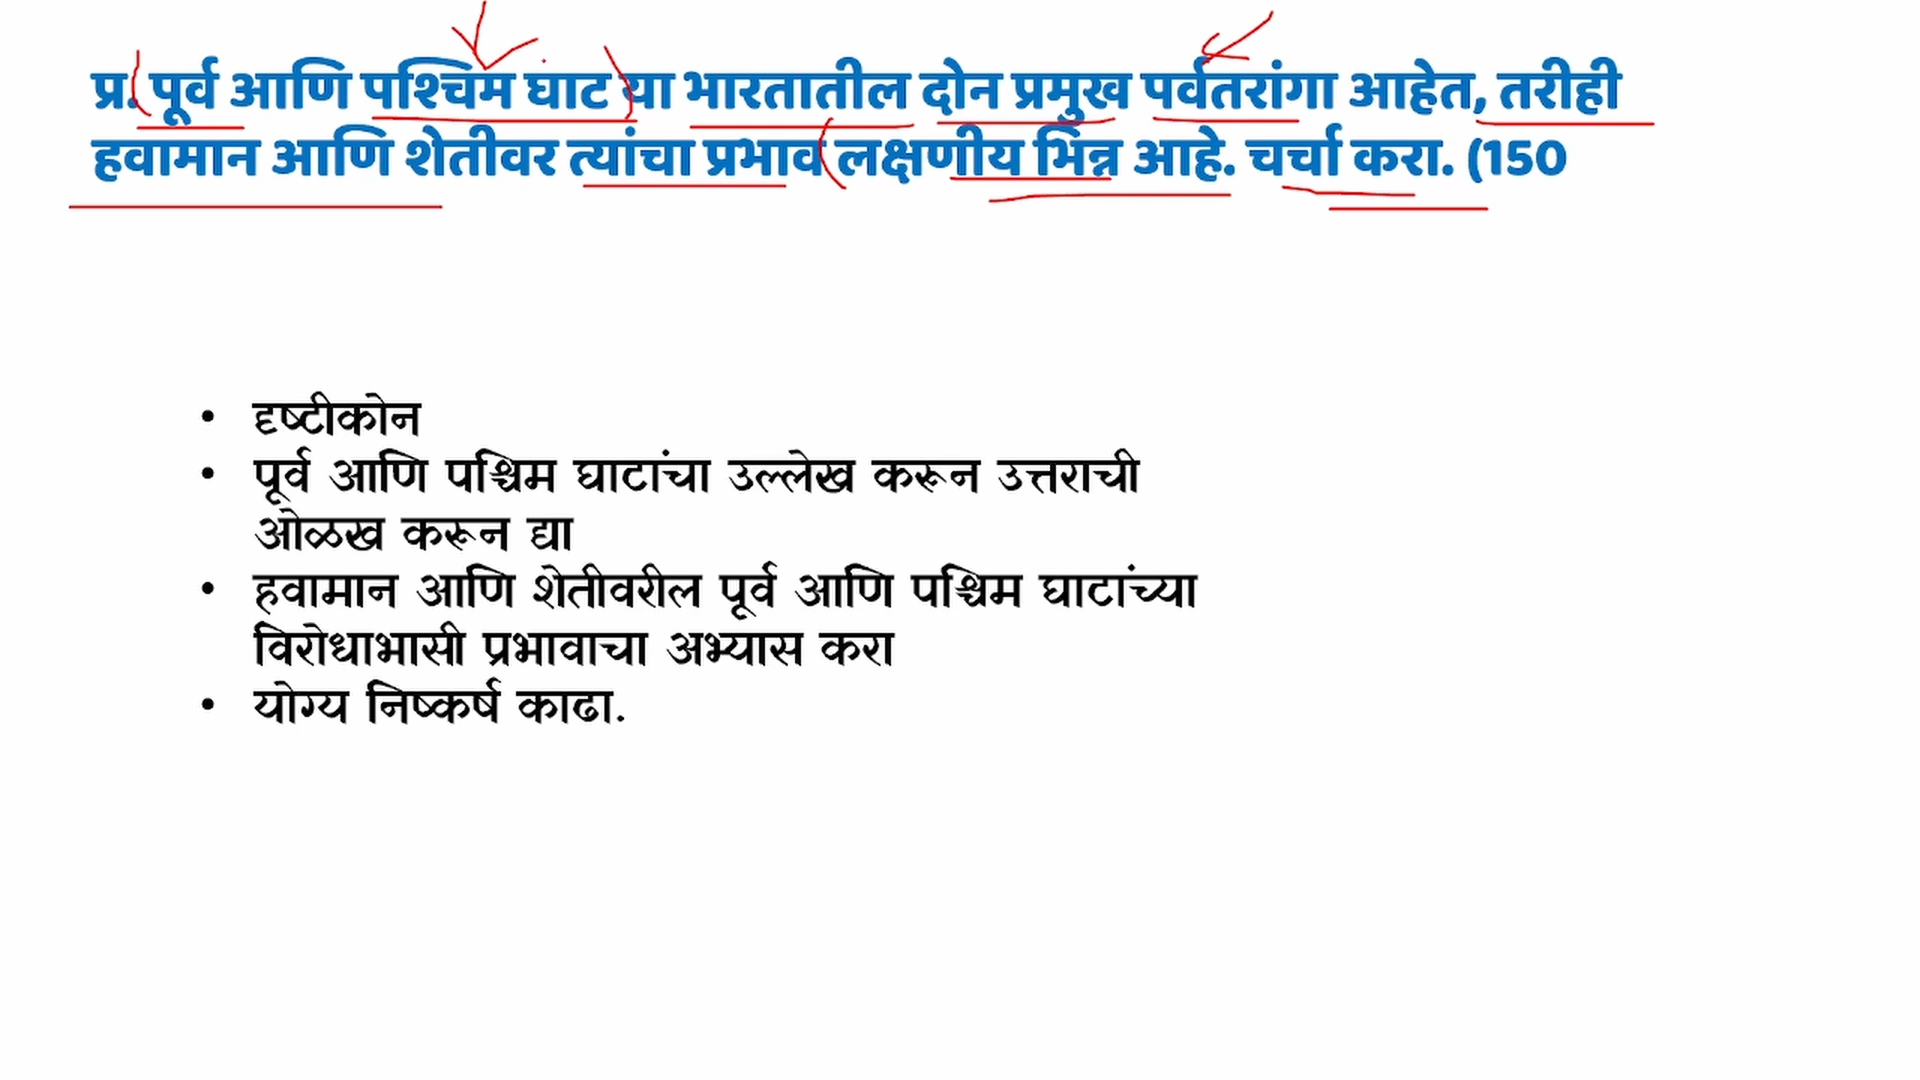 प्र. पूर्व आणि पश्चिम घाट या भारतातील दोन प्रमुख पर्वतरांगा आहेत, तरीही
हवामान आणि शेतीवर त्यांचा प्रभाव लक्षणीय भिन्न आहे. चर्चा करा. (150
• दृष्टीकोन
• पूर्व आणि पश्चिम घाटांचा उल्लेख करून उत्तराची
ओळख करून द्या
• हवामान आणि शेतीवरील पूर्व आणि पश्चिम घाटांच्या
विरोधाभासी प्रभावाचा अभ्यास करा
• योग्य निष्कर्ष काढा.